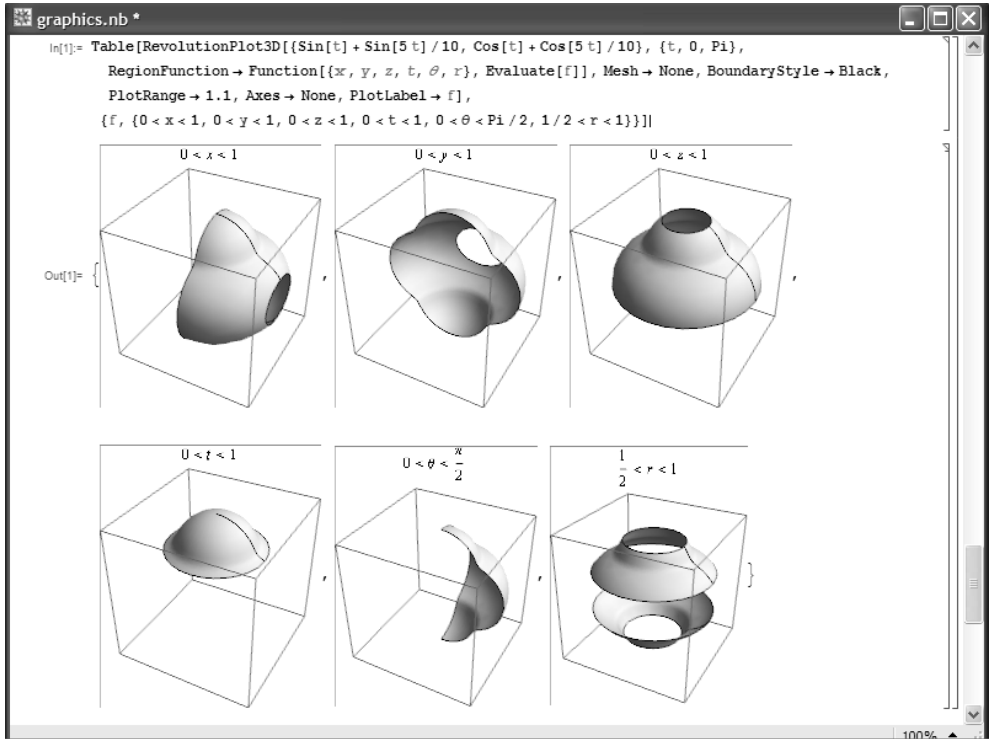 graphics.nb *
In[1]:= Table[RevolutionPlot3D[{Sin[t] + Sin[5 t] / 10, Cos[t] + Cos[5 t] / 10}, {t, 0, Pi},
RegionFunction → Function[{x, y, z, t, θ, r}, Evaluate[f]], Mesh → None, BoundaryStyle → Black,
PlotRange → 1.1, Axes → None, PlotLabel → f],
{f, {0 < x < 1, 0 < y < 1, 0 < z < 1, 0 < t < 1, 0 < θ < Pi / 2, 1/2 < r < 1}}]
0 < x < 1
0 < y < 1
0 < z < 1
Out[1]= {
,
,
,
0 < t < 1
0 < θ < π/2
1/2 < r < 1
,
,
}
100%